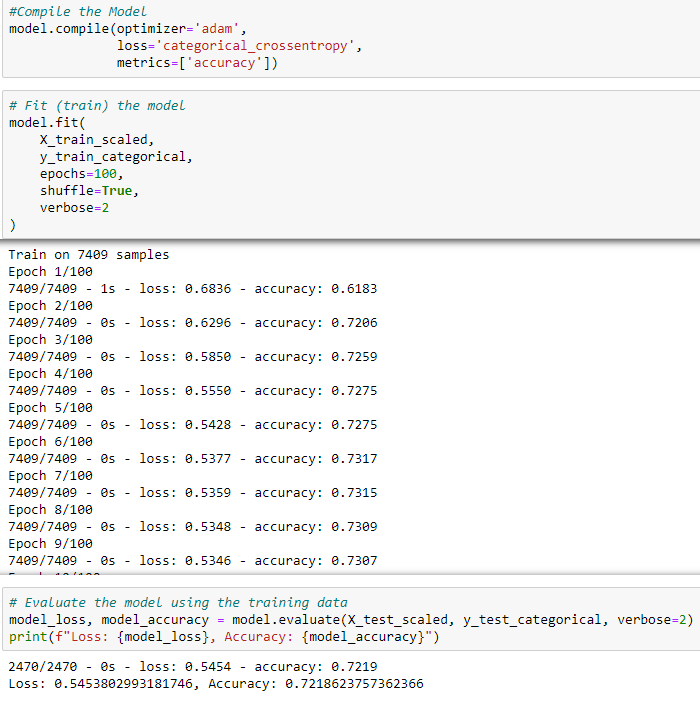 #Compile the Model
model.compile(optimizer='adam',
              loss='categorical_crossentropy',
              metrics=['accuracy'])
# Fit (train) the model
model.fit(
    X_train_scaled,
    y_train_categorical,
    epochs=100,
    shuffle=True,
    verbose=2
)
Train on 7409 samples
Epoch 1/100
7409/7409 - 1s - loss: 0.6836 - accuracy: 0.6183
Epoch 2/100
7409/7409 - 0s - loss: 0.6296 - accuracy: 0.7206
Epoch 3/100
7409/7409 - 0s - loss: 0.5850 - accuracy: 0.7259
Epoch 4/100
7409/7409 - 0s - loss: 0.5550 - accuracy: 0.7275
Epoch 5/100
7409/7409 - 0s - loss: 0.5428 - accuracy: 0.7275
Epoch 6/100
7409/7409 - 0s - loss: 0.5377 - accuracy: 0.7317
Epoch 7/100
7409/7409 - 0s - loss: 0.5359 - accuracy: 0.7315
Epoch 8/100
7409/7409 - 0s - loss: 0.5348 - accuracy: 0.7309
Epoch 9/100
7409/7409 - 0s - loss: 0.5346 - accuracy: 0.7307
# Evaluate the model using the training data
model_loss, model_accuracy = model.evaluate(X_test_scaled, y_test_categorical, verbose=2)
print(f"Loss: {model_loss}, Accuracy: {model_accuracy}")
2470/2470 - 0s - loss: 0.5454 - accuracy: 0.7219
Loss: 0.5453802993181746, Accuracy: 0.7218623757362366